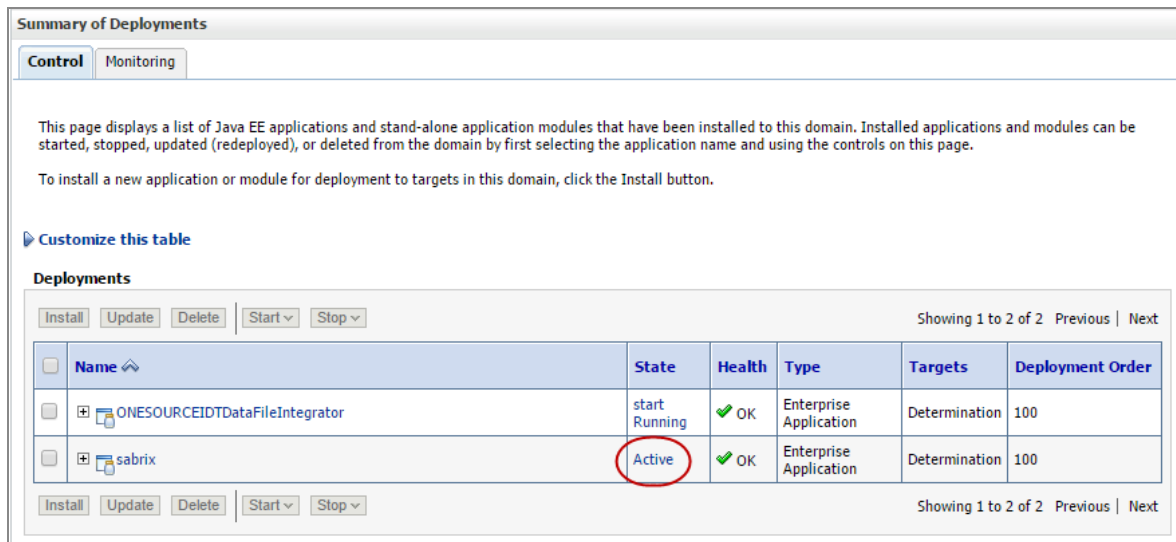 Summary of Deployments
Control Monitoring
This page displays a list of Java EE applications and stand-alone application modules that have been installed to this domain. Installed applications and modules can be
started, stopped, updated (redeployed), or deleted from the domain by first selecting the application name and using the controls on this page.
To install a new application or module for deployment to targets in this domain, click the Install button.
Customize this table
Deployments
Install Update Delete Start Stop Showing 1 to 2 of 2 Previous | Next
Name State Health Type Targets Deployment Order
ONESOURCEIDTDataFileIntegrator start Running OK Enterprise Application Determination 100
sabrix Active OK Enterprise Application Determination 100
Install Update Delete Start Stop Showing 1 to 2 of 2 Previous | Next